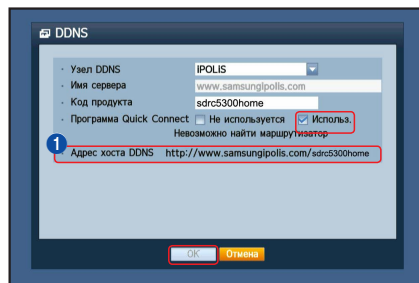 DDNS
Узел DDNS IPOLIS
Имя сервера www.samsungipolis.com
Код продукта sdrc5300home
Программа Quick Connect Не используется Использ.
Невозможно найти маршрутизатор
1 Адрес хоста DDNS http://www.samsungipolis.com/sdrc5300home
OK Отмена